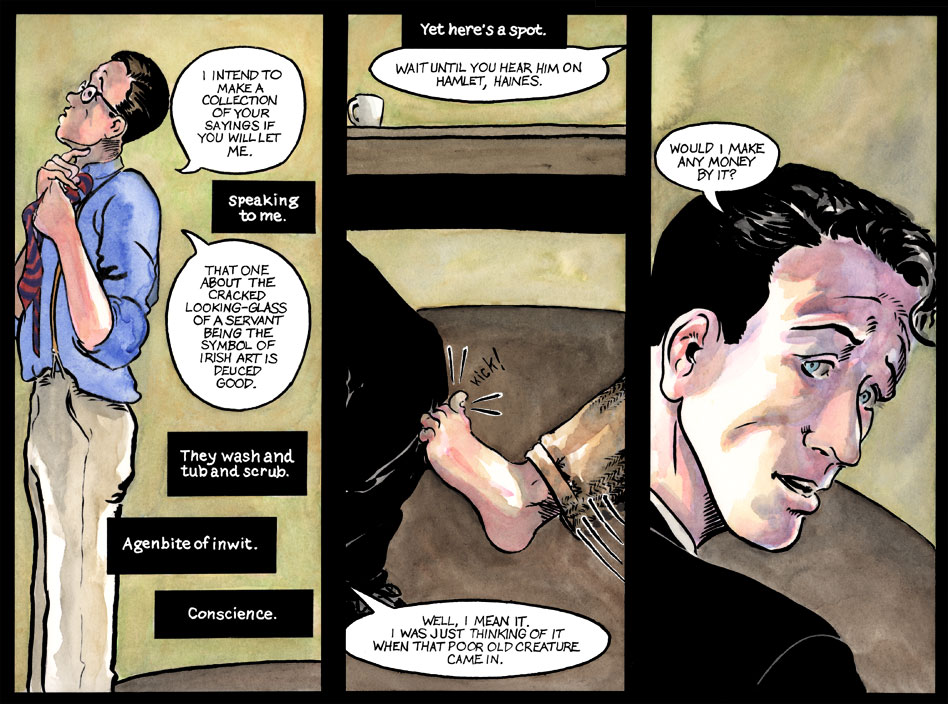 I INTEND TO
MAKE A
COLLECTION
OF YOUR
SAYINGS IF
YOU WILL LET
ME.
Speaking
to me.
THAT ONE
ABOUT THE
CRACKED
LOOKING-GLASS
OF A SERVANT
BEING THE
SYMBOL OF
IRISH ART IS
DEUCED
GOOD.
They wash and
tub and scrub.
Agenbite of inwit.
Conscience.
Yet here's a spot.
WAIT UNTIL YOU HEAR HIM ON
HAMLET, HAINES.
kick!
WELL, I MEAN IT.
I WAS JUST THINKING OF IT
WHEN THAT POOR OLD CREATURE
CAME IN.
WOULD I MAKE
ANY MONEY
BY IT?